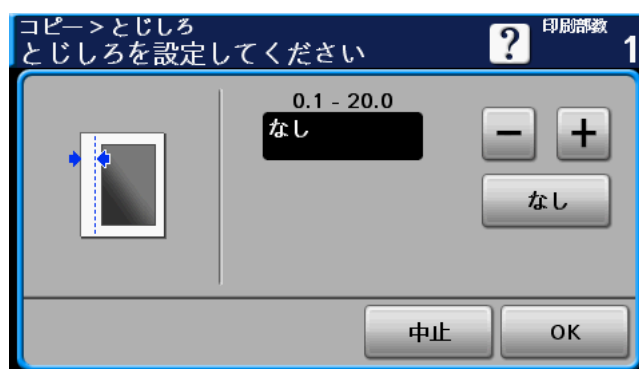 コピー>とじしろ
とじしろを設定してください
?
印刷部数
1
0.1 - 20.0
なし
− +
なし
中止 OK